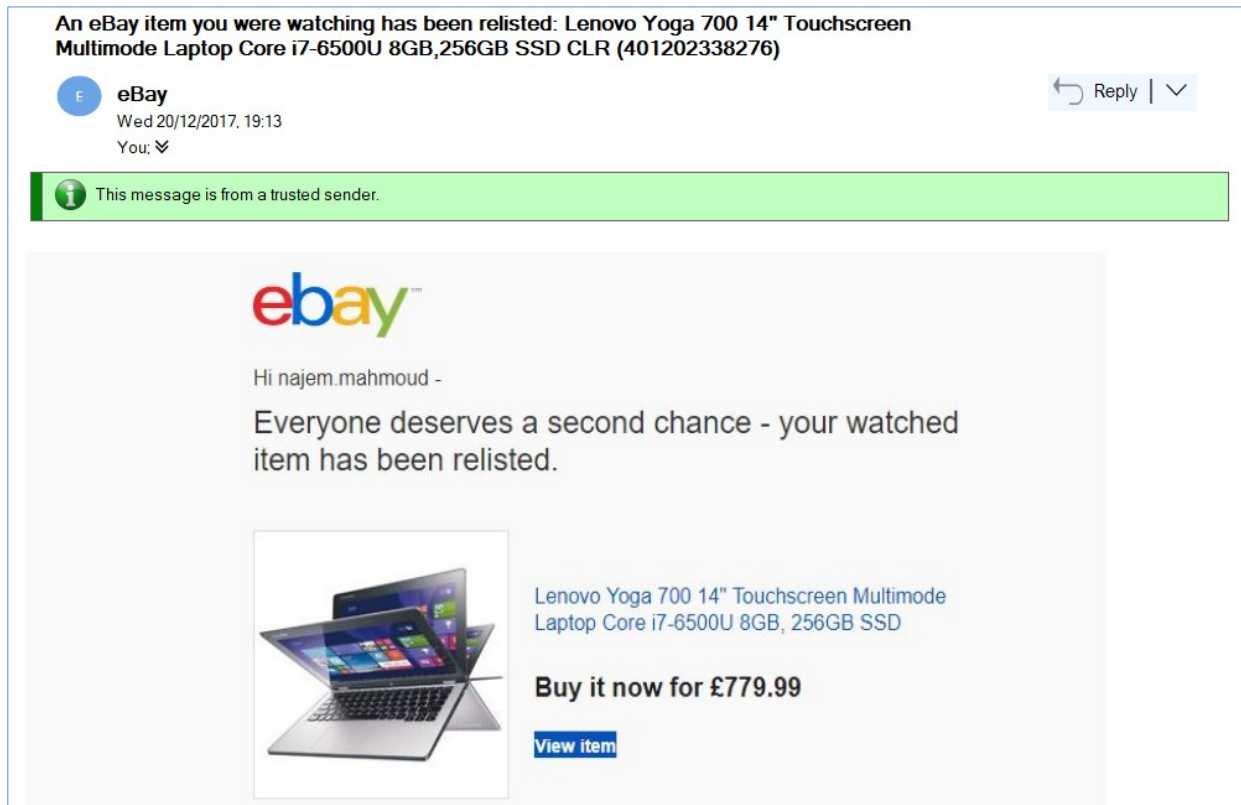 An eBay item you were watching has been relisted: Lenovo Yoga 700 14" Touchscreen
Multimode Laptop Core i7-6500U 8GB,256GB SSD CLR (401202338276)
E
eBay
Reply
Wed 20/12/2017, 19:13
You;
This message is from a trusted sender.
ebay™
Hi najem.mahmoud -
Everyone deserves a second chance - your watched
item has been relisted.
Lenovo Yoga 700 14" Touchscreen Multimode
Laptop Core i7-6500U 8GB, 256GB SSD
Buy it now for £779.99
View item